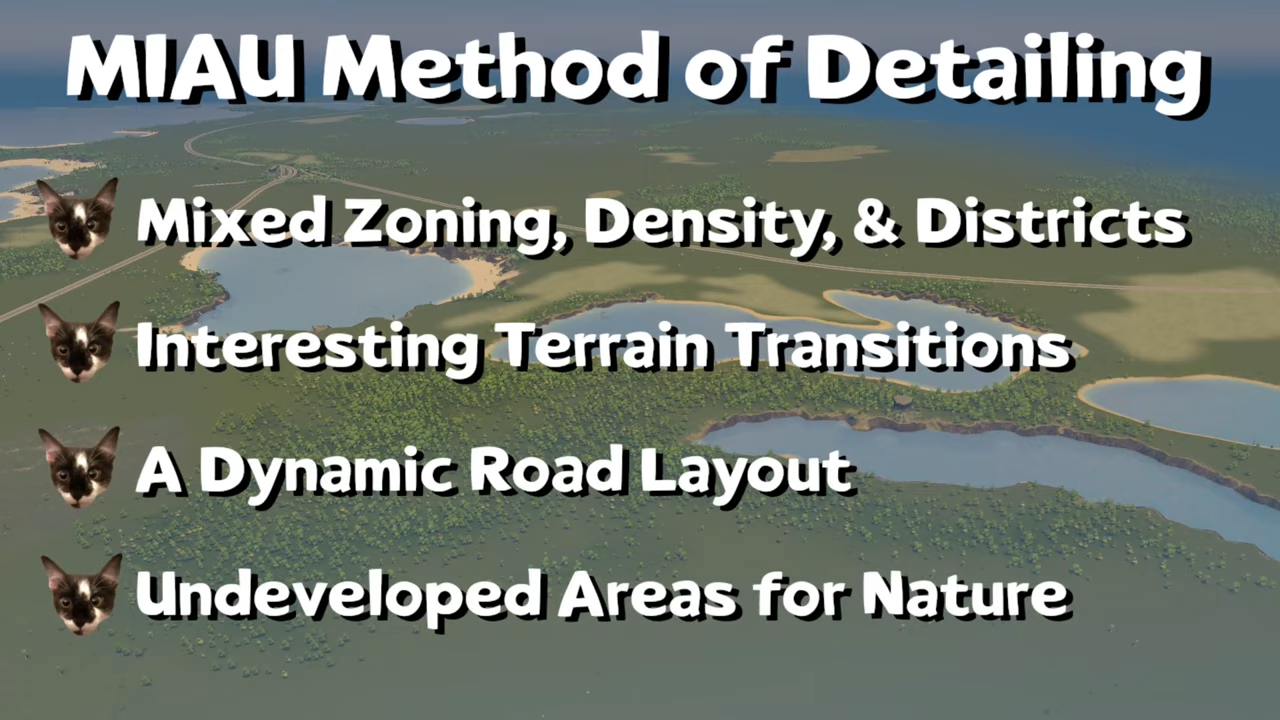 MIAU Method of Detailing
Mixed Zoning, Density, & Districts
Interesting Terrain Transitions
A Dynamic Road Layout
Undeveloped Areas for Nature